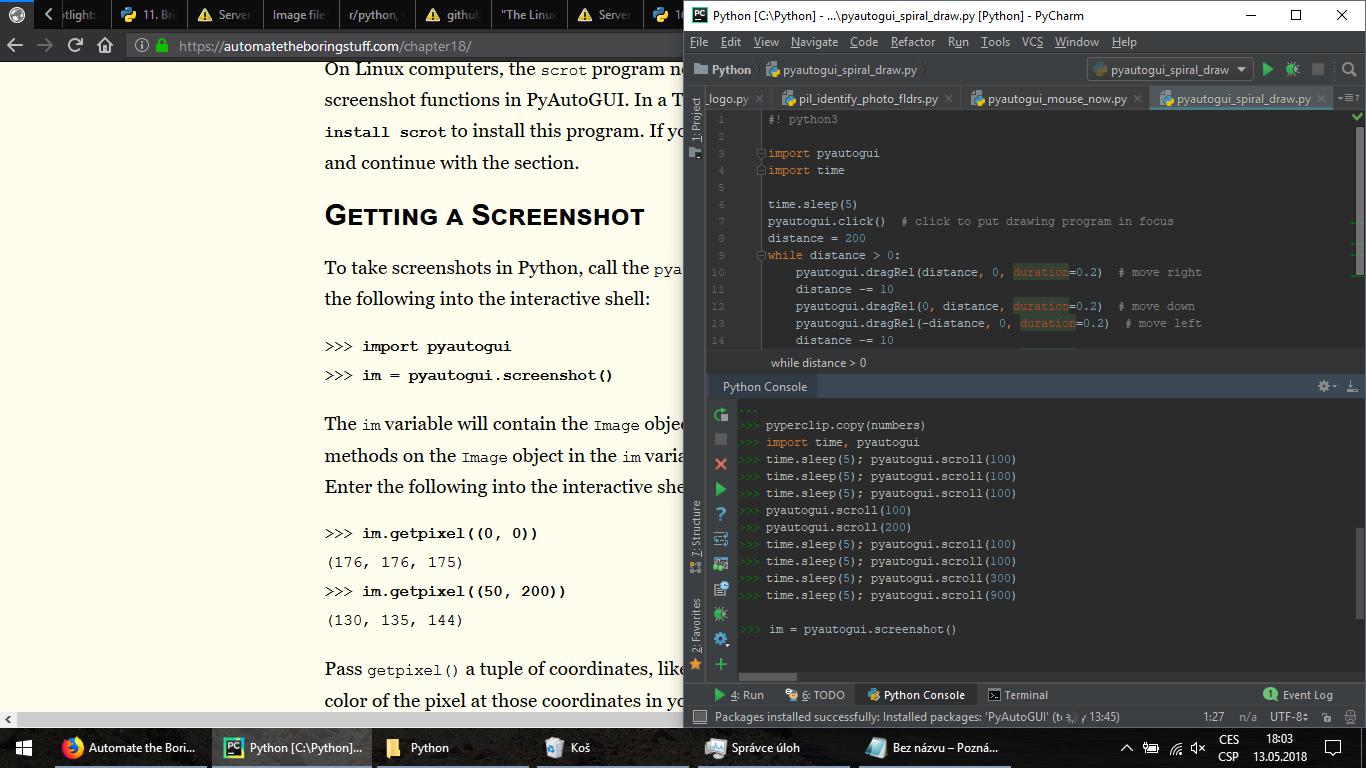 otlight:
11. Bri
Server
Image file
r/python,
github
"The Linux
Server
https://automatetheboringstuff.com/chapter18/
On Linux computers, the scrot program ne
screenshot functions in PyAutoGUI. In a T
install scrot to install this program. If yo
and continue with the section.
GETTING A SCREENSHOT
To take screenshots in Python, call the pya
the following into the interactive shell:
>>> import pyautogui
>>> im = pyautogui.screenshot()
The im variable will contain the Image obje
methods on the Image object in the im varia
Enter the following into the interactive she
>>> im.getpixel((0, 0))
(176, 176, 175)
>>> im.getpixel((50, 200))
(130, 135, 144)
Pass getpixel() a tuple of coordinates, like
color of the pixel at those coordinates in yo
Python [C:\Python] - ...\pyautogui_spiral_draw.py [Python] - PyCharm
File Edit View Navigate Code Refactor Run Tools VCS Window Help
Python pyautogui_spiral_draw.py
pyautogui_spiral_draw
_logo.py pil_identify_photo_fldrs.py pyautogui_mouse_now.py pyautogui_spiral_draw.py
1: Project
7: Structure
2: Favorites
1 #! python3
2
3 import pyautogui
4 import time
5
6 time.sleep(5)
7 pyautogui.click()  # click to put drawing program in focus
8 distance = 200
9 while distance > 0:
10     pyautogui.dragRel(distance, 0, duration=0.2)  # move right
11     distance -= 10
12     pyautogui.dragRel(0, distance, duration=0.2)  # move down
13     pyautogui.dragRel(-distance, 0, duration=0.2)  # move left
14     distance -= 10
while distance > 0
Python Console
...
>>> pyperclip.copy(numbers)
>>> import time, pyautogui
>>> time.sleep(5); pyautogui.scroll(100)
>>> time.sleep(5); pyautogui.scroll(100)
>>> time.sleep(5); pyautogui.scroll(100)
>>> pyautogui.scroll(100)
>>> pyautogui.scroll(200)
>>> time.sleep(5); pyautogui.scroll(100)
>>> time.sleep(5); pyautogui.scroll(100)
>>> time.sleep(5); pyautogui.scroll(300)
>>> time.sleep(5); pyautogui.scroll(900)
>>> im = pyautogui.screenshot()
4: Run 6: TODO Python Console Terminal 1 Event Log
Packages installed successfully: Installed packages: 'PyAutoGUI' 13:45) 1:27 n/a UTF-8
Automate the Bori...
Python [C:\Python]...
Python
Koš
Správce úloh
Bez názvu – Pozná...
CES
CSP
18:03
13.05.2018